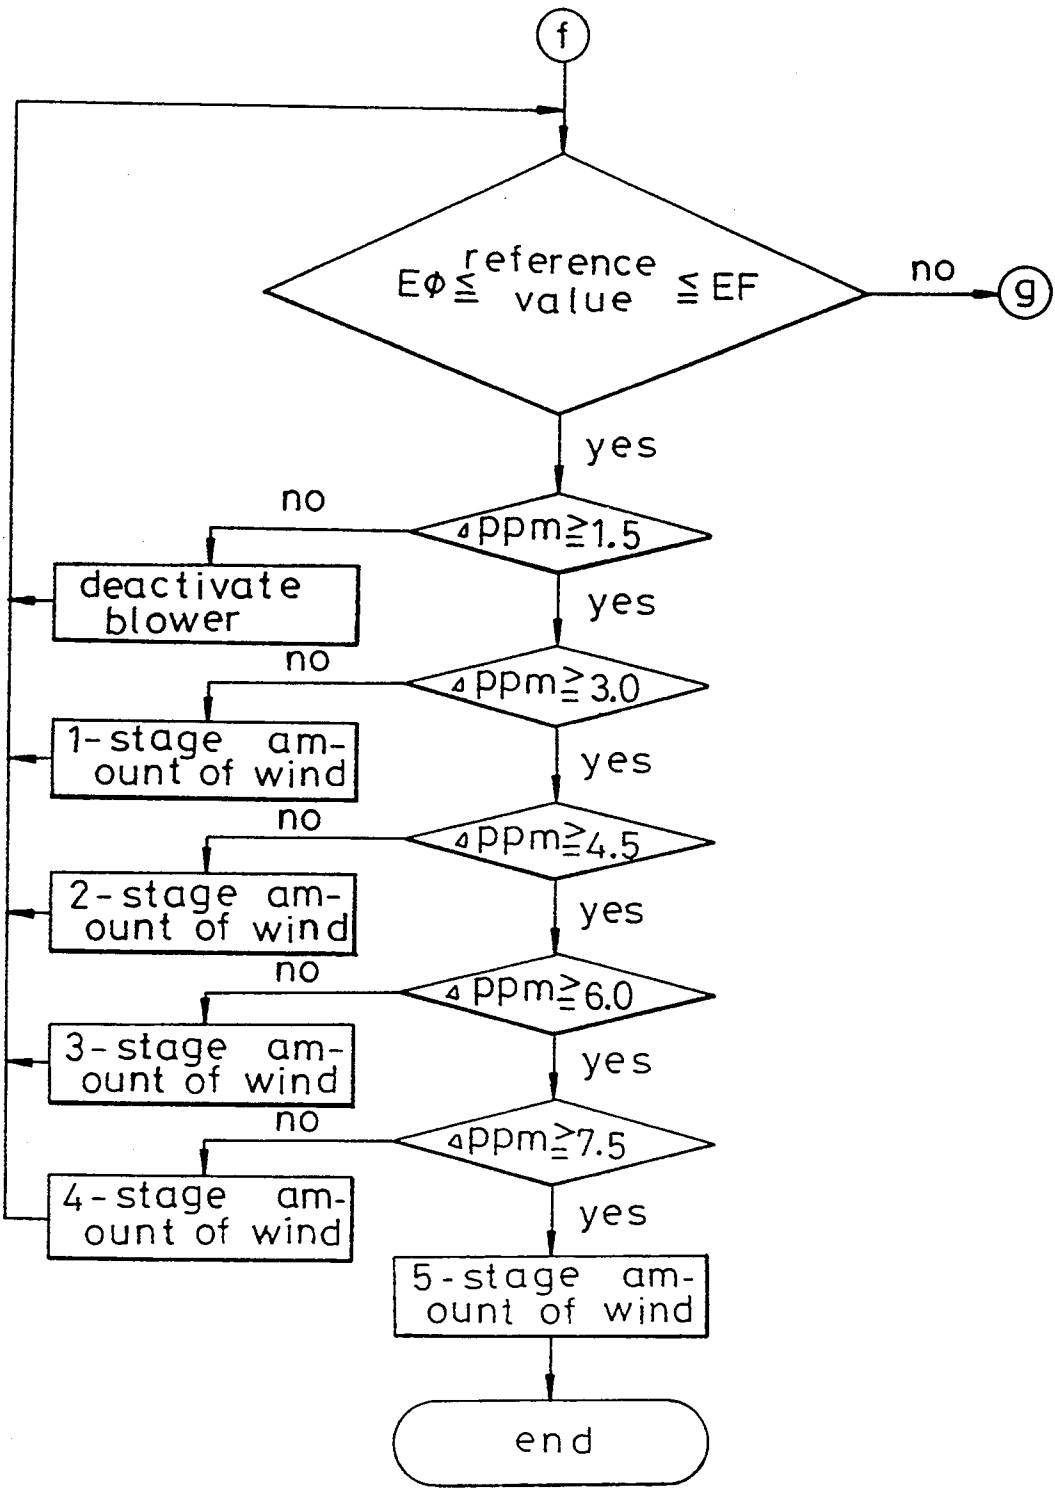 f
reference
Eϕ≦ value ≦ EF
no
g
yes
no
⊿ppm≧1.5
deactivate
blower
yes
no
⊿ppm≧3.0
1-stage am-
ount of wind
yes
no
⊿ppm≧4.5
2-stage am-
ount of wind
yes
no
⊿ppm≧6.0
3-stage am-
ount of wind
yes
no
⊿ppm≧7.5
4-stage am-
ount of wind
yes
5-stage am-
ount of wind
end